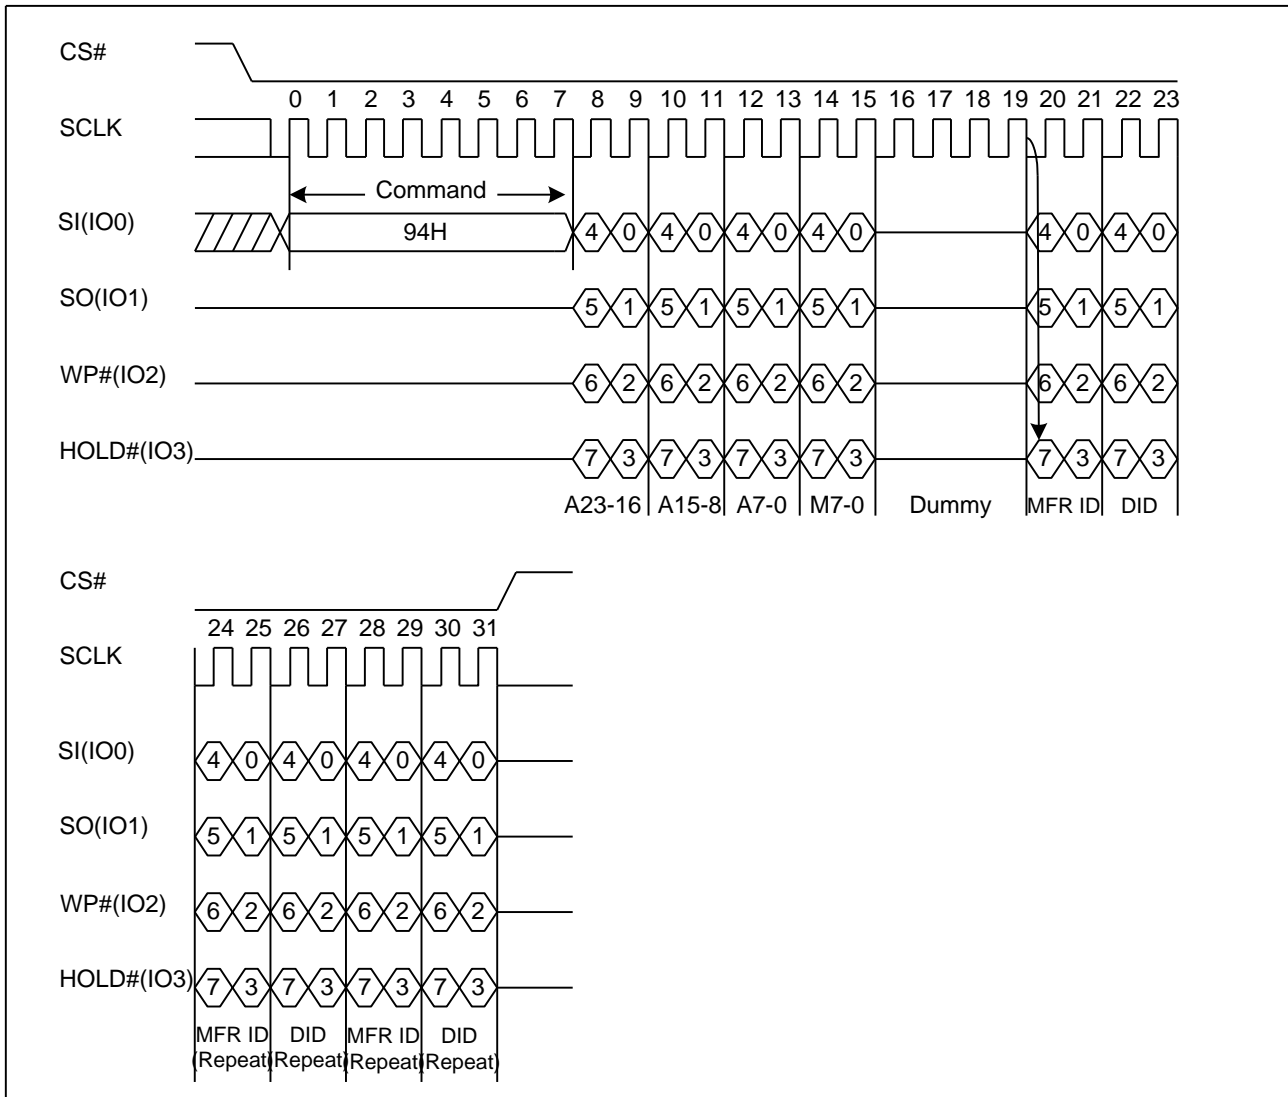 CS#
0 1 2 3 4 5 6 7 8 9 10 11 12 13 14 15 16 17 18 19 20 21 22 23
SCLK
Command
SI(IO0)
94H 4 0 4 0 4 0 4 0 4 0 4 0
SO(IO1)
5 1 5 1 5 1 5 1 5 1 5 1
WP#(IO2)
6 2 6 2 6 2 6 2 6 2 6 2
HOLD#(IO3)
7 3 7 3 7 3 7 3 7 3 7 3
A23-16 A15-8 A7-0 M7-0 Dummy MFR ID DID
CS#
24 25 26 27 28 29 30 31
SCLK
SI(IO0)
4 0 4 0 4 0 4 0
SO(IO1)
5 1 5 1 5 1 5 1
WP#(IO2)
6 2 6 2 6 2 6 2
HOLD#(IO3)
7 3 7 3 7 3 7 3
MFR ID DID MFR ID DID
(Repeat) (Repeat) (Repeat) (Repeat)